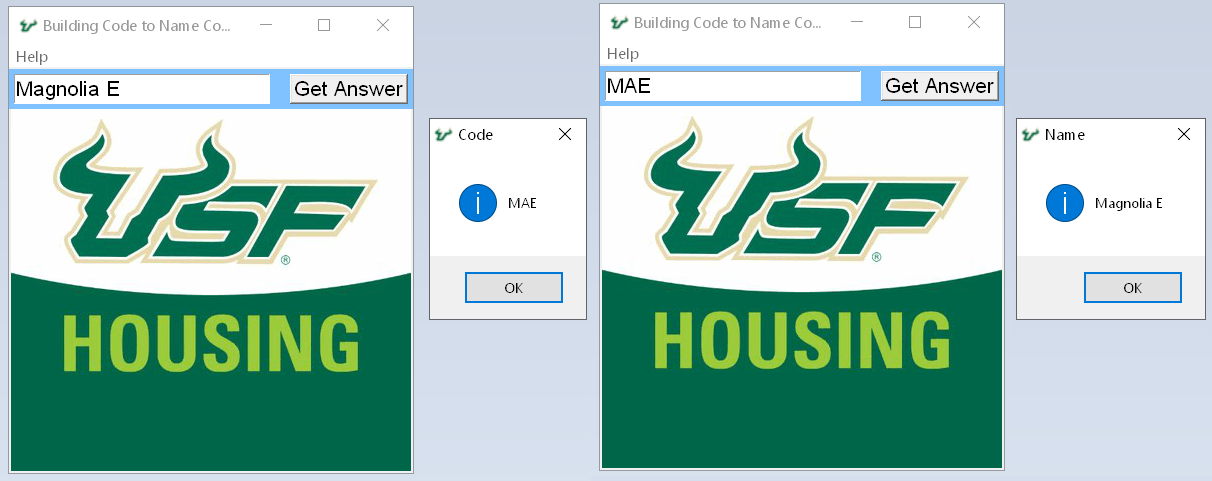 Building Code to Name Co...
Help
Magnolia E
Get Answer
USF
®
HOUSING
Code
MAE
OK
Building Code to Name Co...
Help
MAE
Get Answer
USF
®
HOUSING
Name
Magnolia E
OK